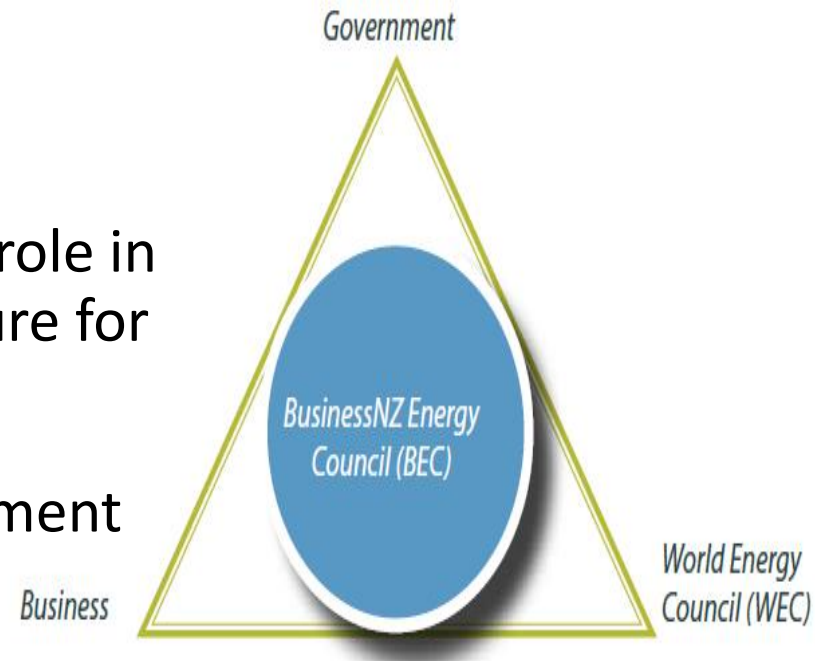 Government
role in
ure for
BusinessNZ Energy
Council (BEC)
ment
World Energy
Council (WEC)
Business